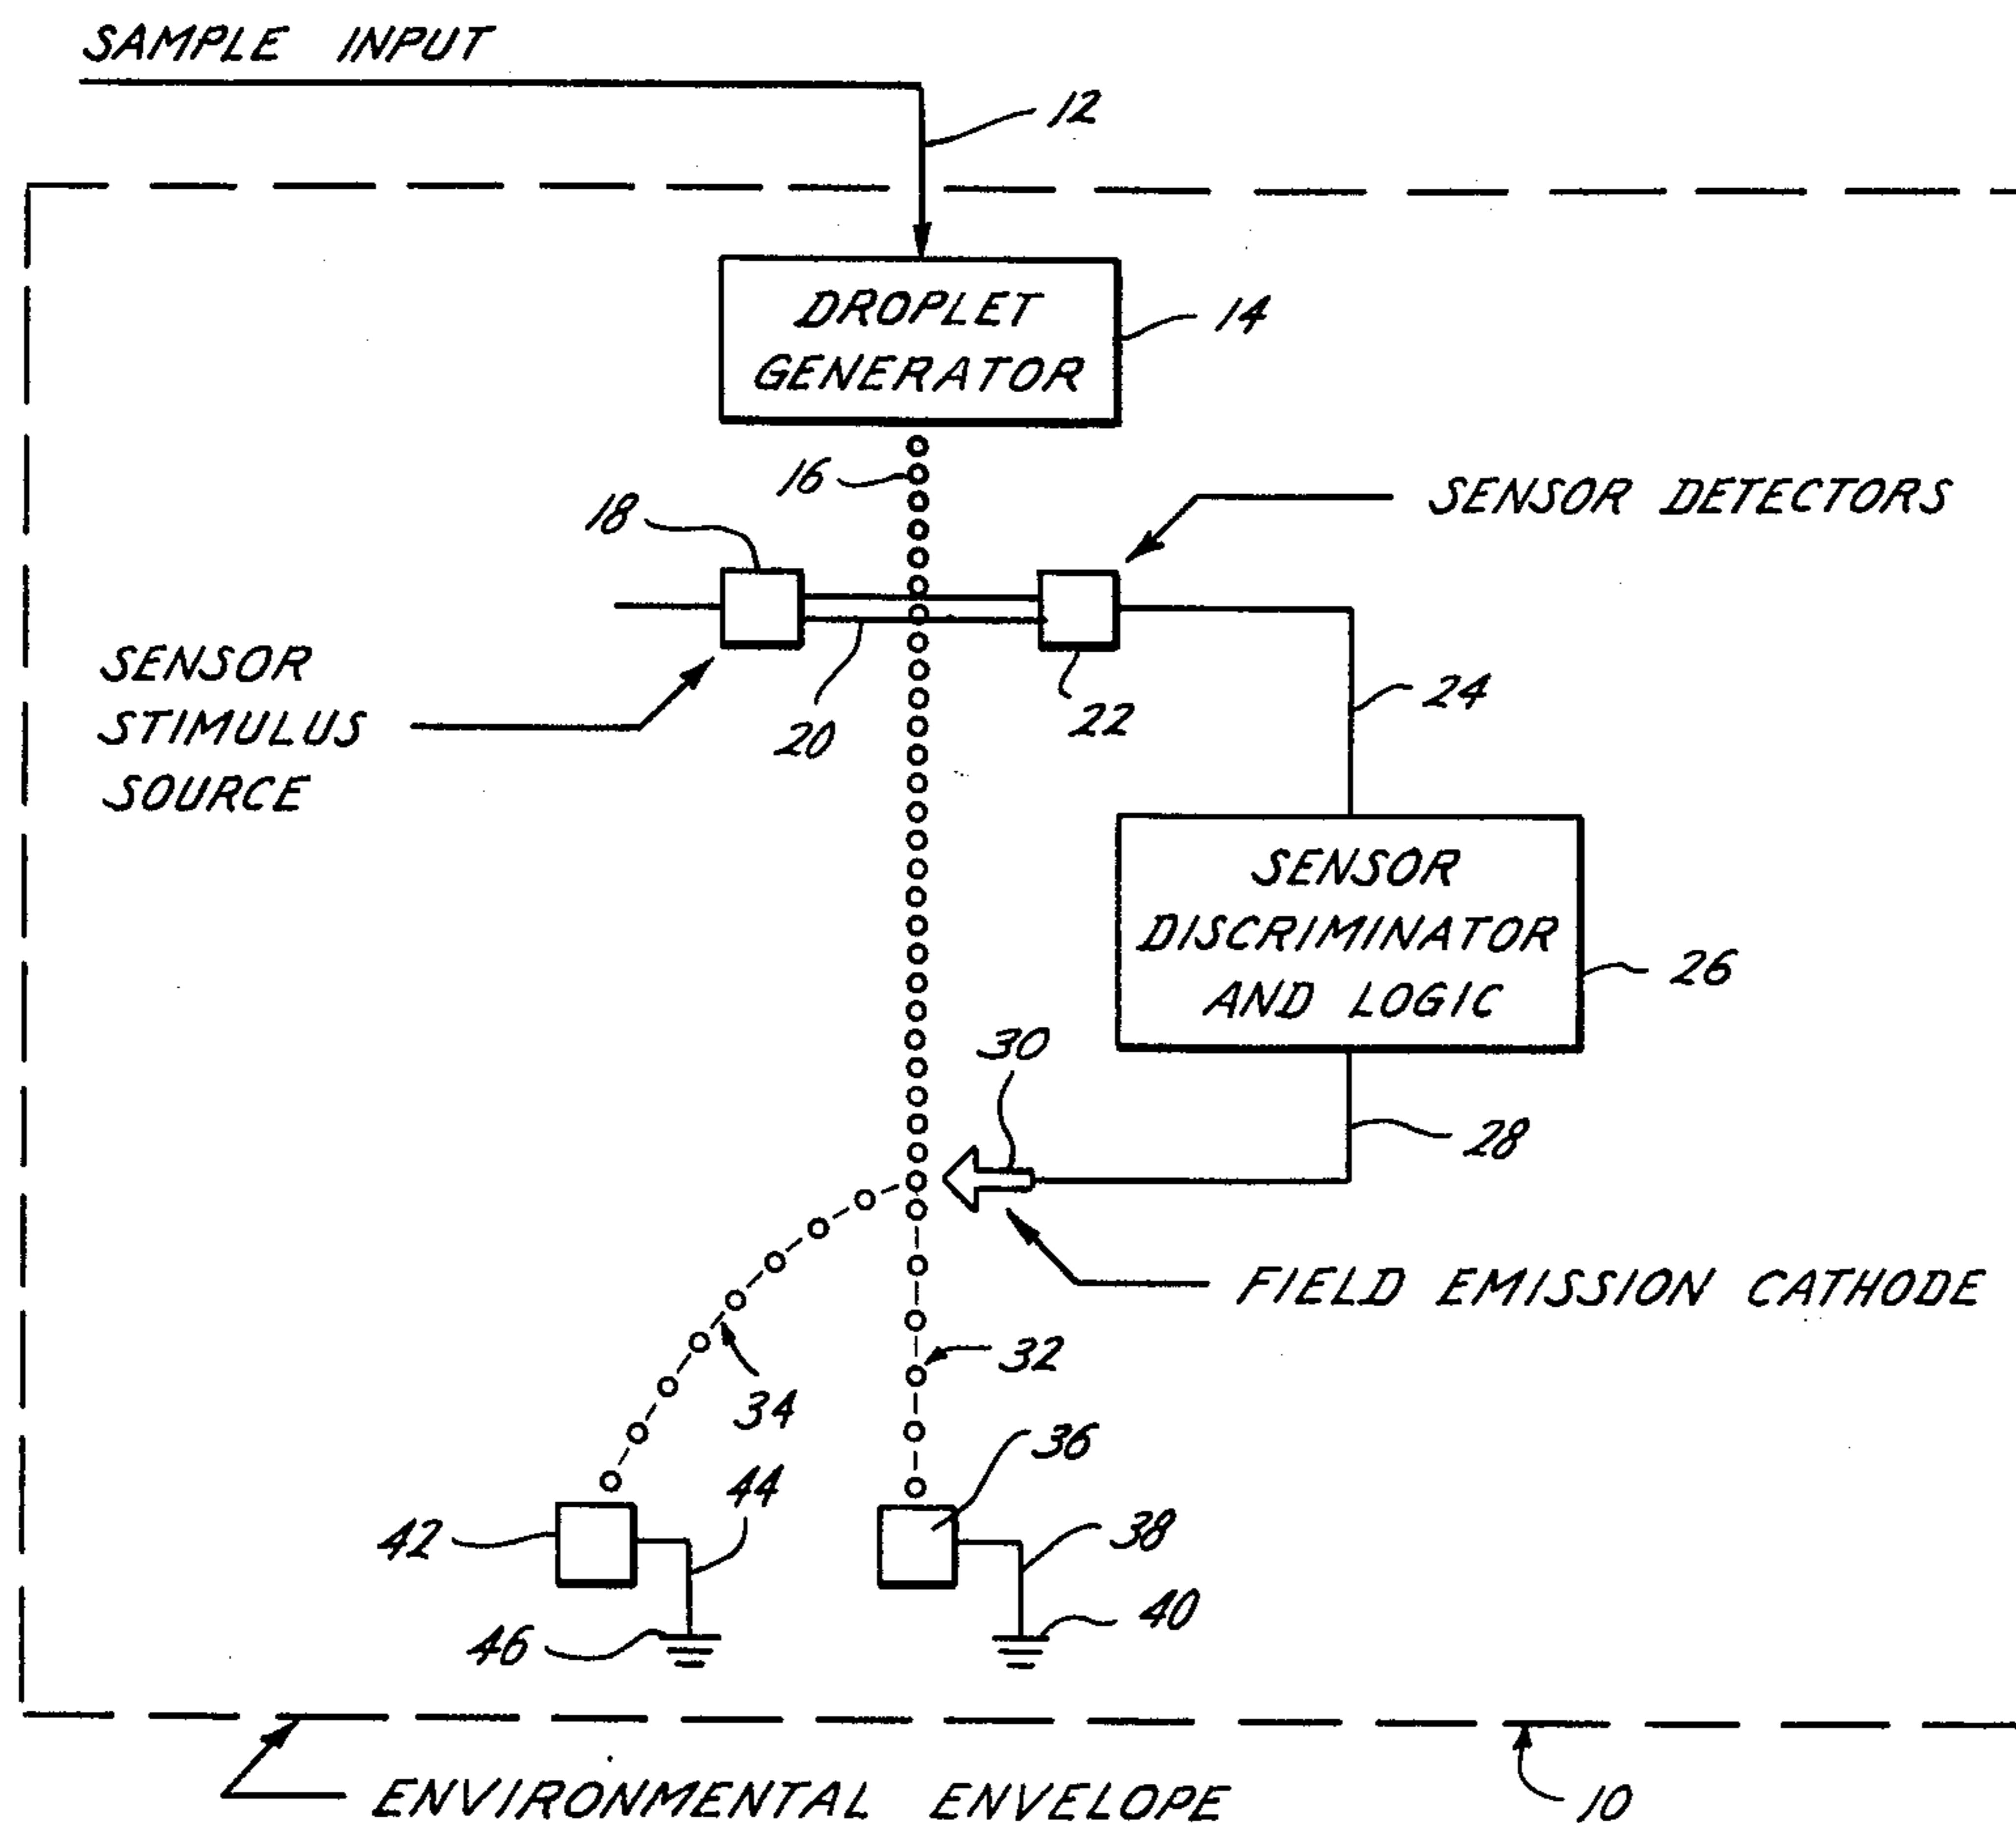 SAMPLE INPUT
12
DROPLET
GENERATOR
14
16
18
SENSOR DETECTORS
SENSOR
STIMULUS
SOURCE
20
22
24
SENSOR
DISCRIMINATOR
AND LOGIC
26
30
28
FIELD EMISSION CATHODE
32
34
36
44
42
38
46
40
ENVIRONMENTAL ENVELOPE
10